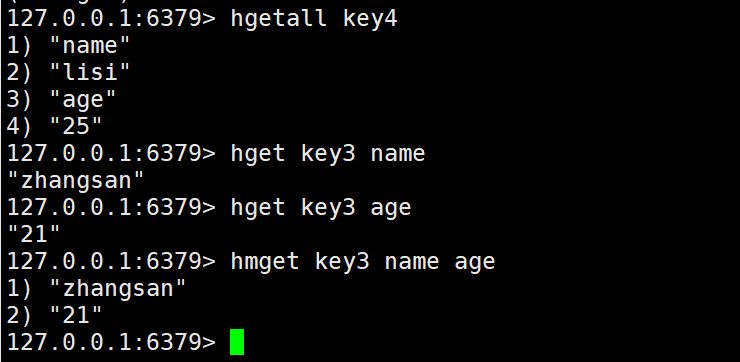 127.0.0.1:6379> hgetall key4
1) "name"
2) "lisi"
3) "age"
4) "25"
127.0.0.1:6379> hget key3 name
"zhangsan"
127.0.0.1:6379> hget key3 age
"21"
127.0.0.1:6379> hmget key3 name age
1) "zhangsan"
2) "21"
127.0.0.1:6379>